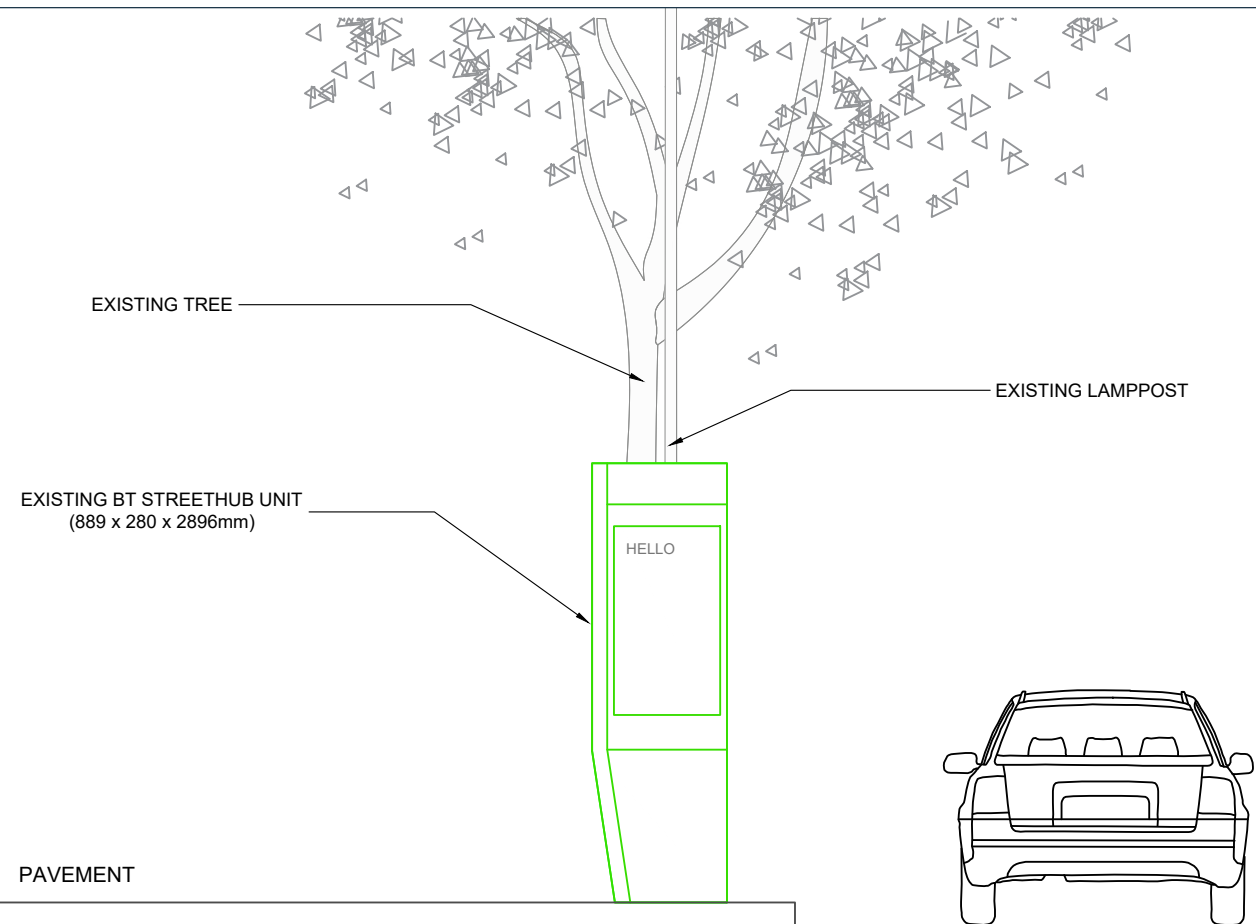 EXISTING TREE
EXISTING LAMPPOST
EXISTING BT STREETHUB UNIT
(889 x 280 x 2896mm)
HELLO
PAVEMENT